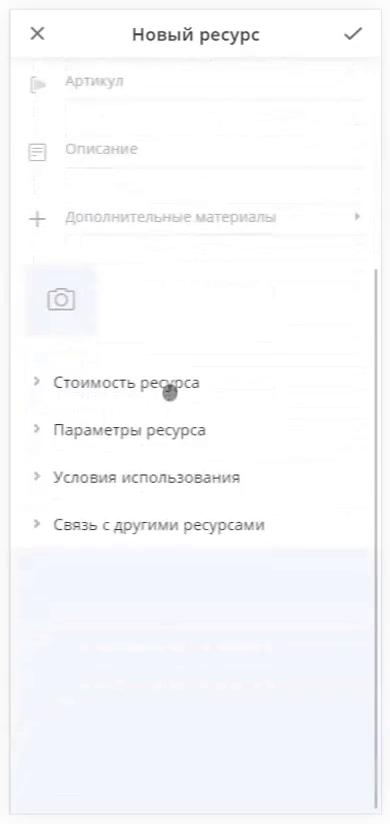 Новый ресурс
Артикул
Описание
Дополнительные материалы
Стоимость ресурса
Параметры ресурса
Условия использования
Связь с другими ресурсами